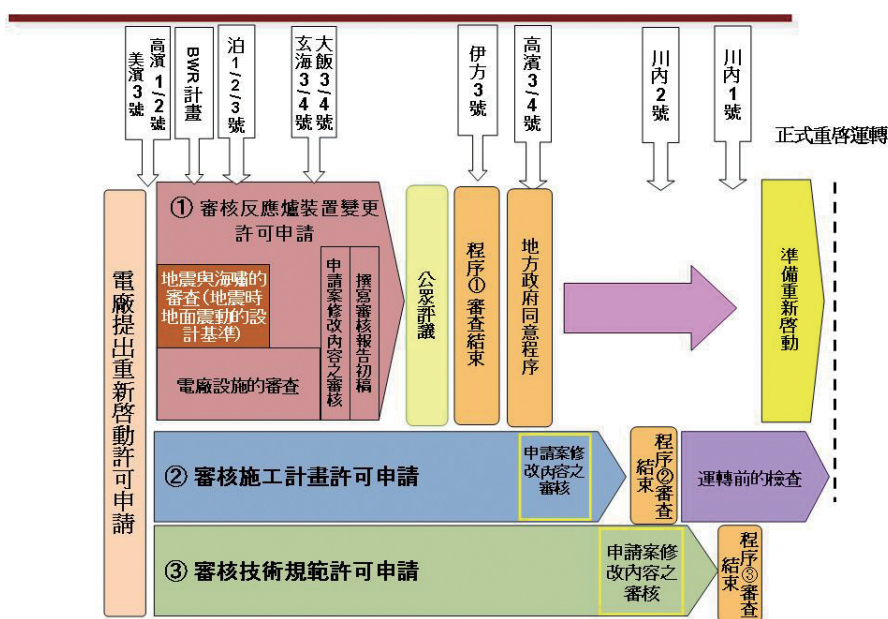 高濱1/2號
美濱3號
BWR計畫
泊1/2/3號
大飯3/4號
玄海3/4號
伊方3號
高濱3/4號
川內2號
川內1號
正式重啓運轉
電廠提出重新啓動許可申請
① 審核反應爐裝置變更
許可申請
地震與海嘯的
審查(地震時
地面震動的設
計基準)
電廠設施的審查
申請案修改內容之審核
撰寫審核報告初稿
公眾評議
程序①審查結束
地方政府同意程序
準備重新啓動
② 審核施工計畫許可申請
申請案修
改內容之
審核
程序②審查
結束
運轉前的檢查
③ 審核技術規範許可申請
申請案修
改內容之
審核
程序③審查
結束